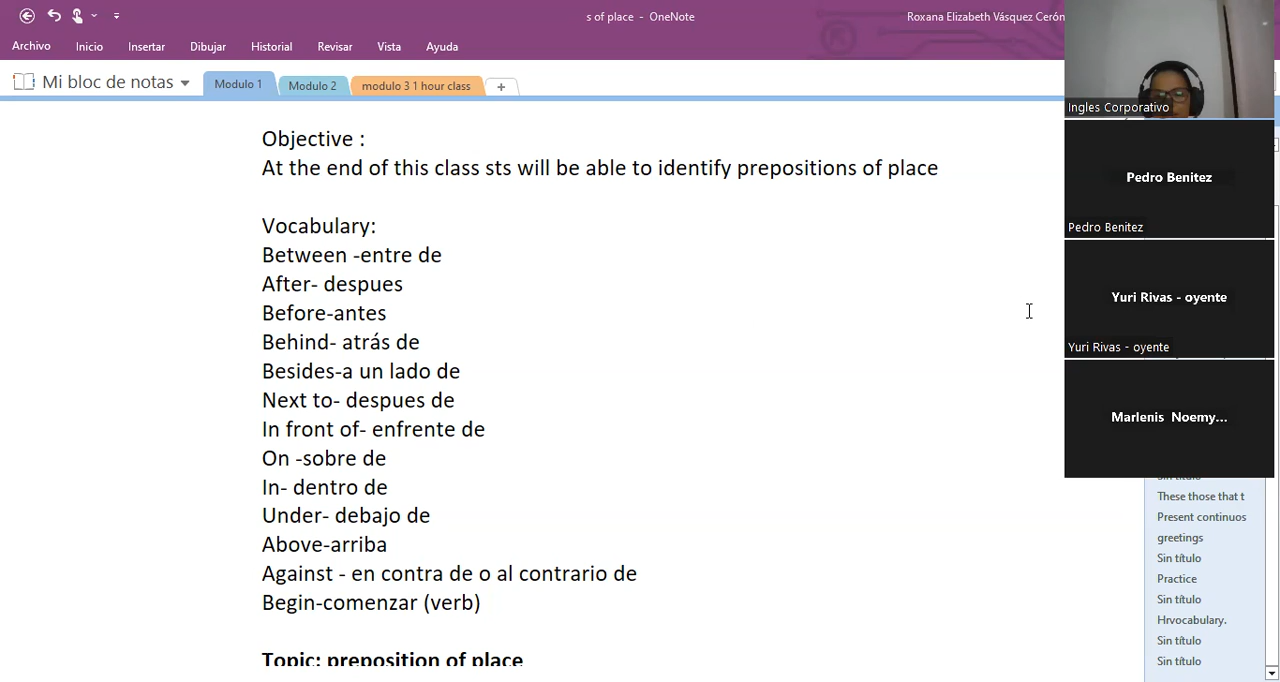 s of place - OneNote
Roxana Elizabeth Vásquez Cerón
Archivo Inicio Insertar Dibujar Historial Revisar Vista Ayuda
Mi bloc de notas Modulo 1 Modulo 2 modulo 3 1 hour class +
Objective :
At the end of this class sts will be able to identify prepositions of place
Vocabulary:
Between -entre de
After- despues
Before-antes
Behind- atrás de
Besides-a un lado de
Next to- despues de
In front of- enfrente de
On -sobre de
In- dentro de
Under- debajo de
Above-arriba
Against - en contra de o al contrario de
Begin-comenzar (verb)
Topic: preposition of place
Ingles Corporativo
Pedro Benitez
Pedro Benitez
Yuri Rivas - oyente
Yuri Rivas - oyente
Marlenis Noemy...
Sin título
These those that t
Present continuos
greetings
Sin título
Practice
Sin título
Hrvocabulary.
Sin título
Sin título